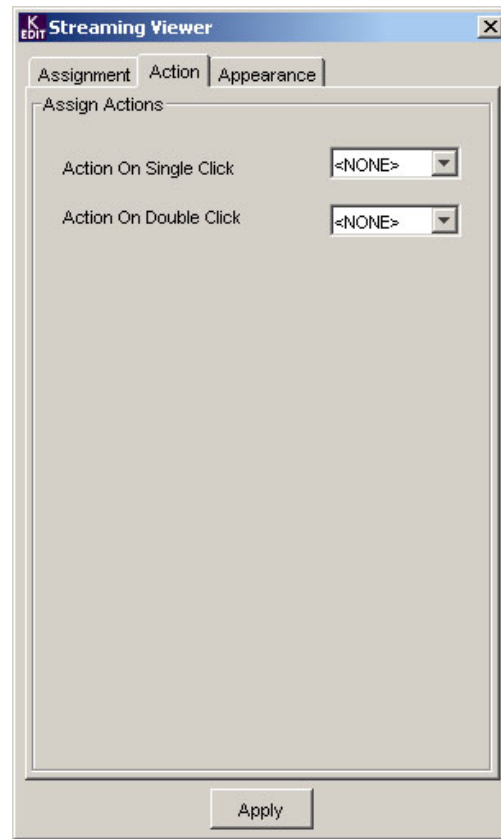 K EDIT Streaming Viewer
Assignment Action Appearance
Assign Actions
Action On Single Click <NONE>
Action On Double Click <NONE>
Apply